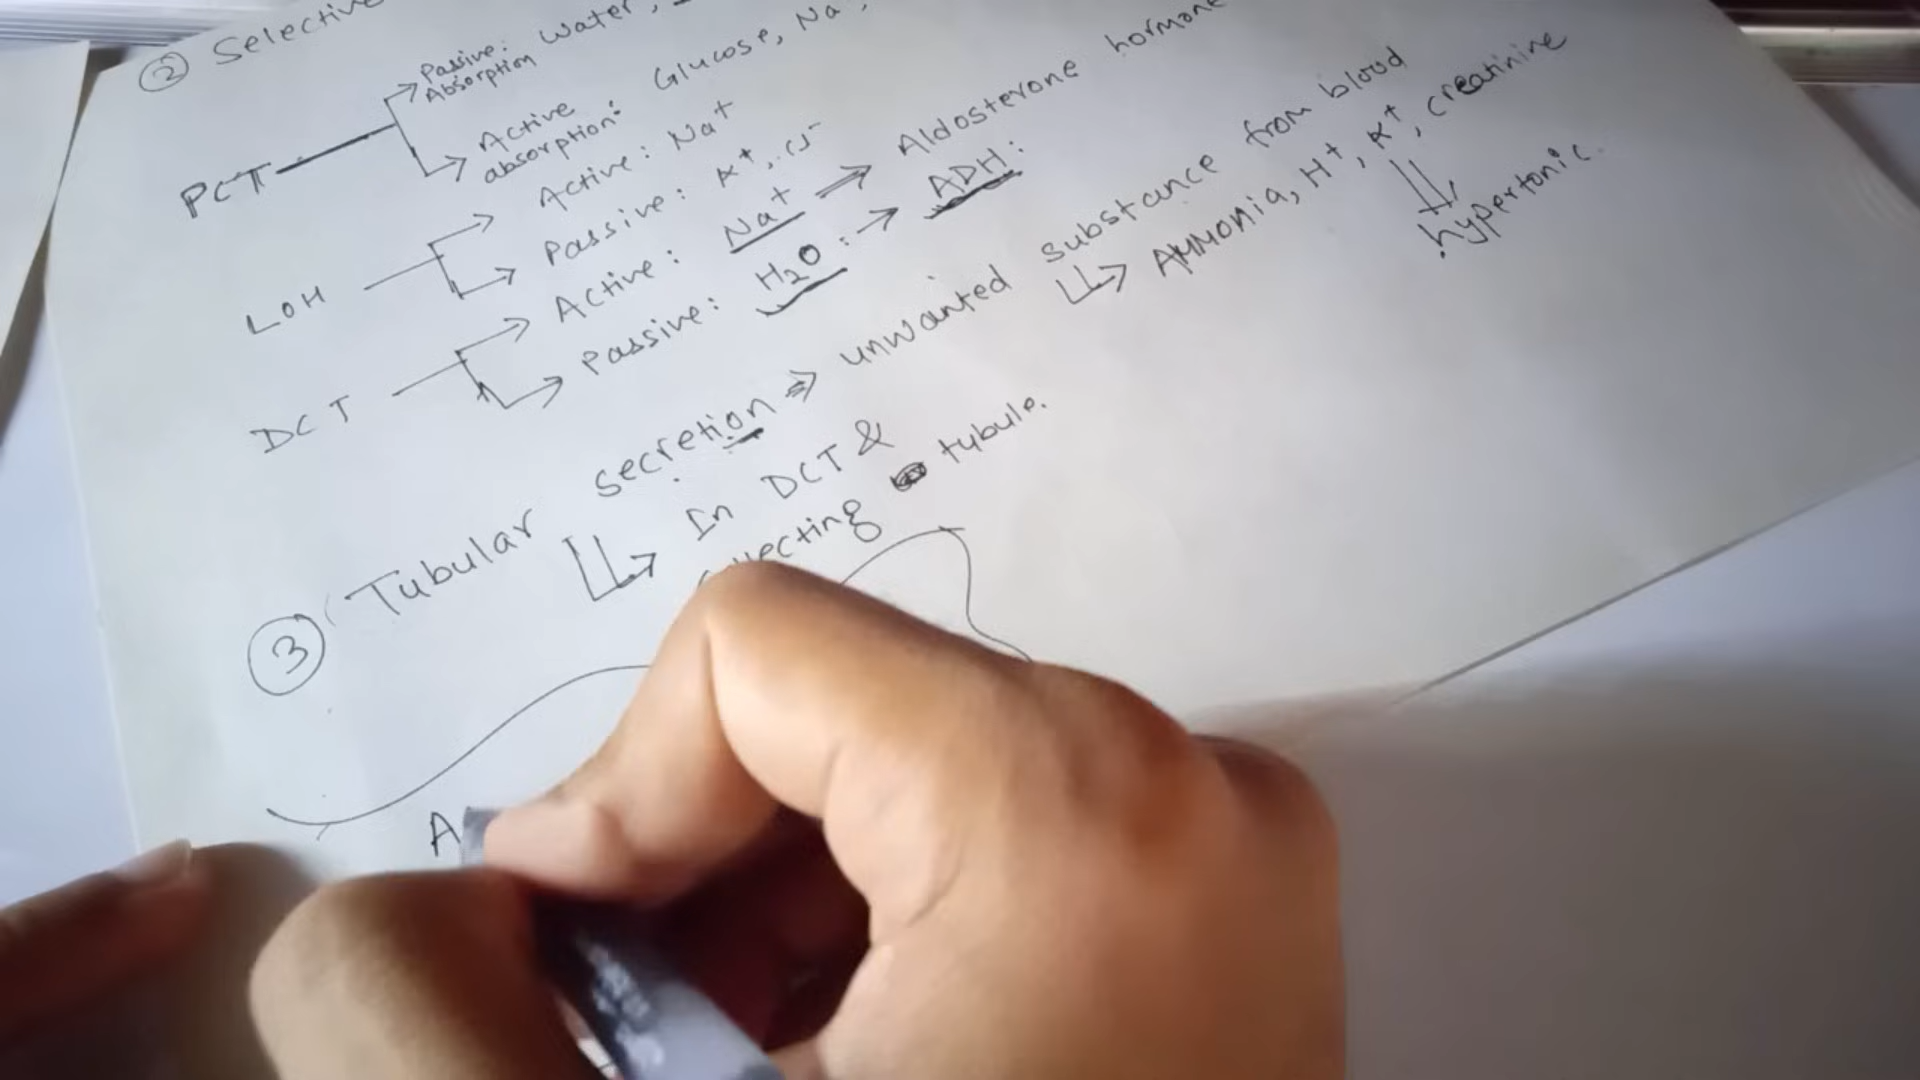 ② Selective
PCT
Passive: Water,
Absorption
Active
absorption: Glucose, Na
LOH
Active: Na+
Passive: K+, Cl-
DCT
Active: Na+ → Aldosterone hormone
Passive: H2O: → ADH:
③ Tubular secretion ⇒ unwanted substance from blood
AMMONIA, H+, K+, creatinine
hypertonic.
In DCT &
collecting tubule.
A